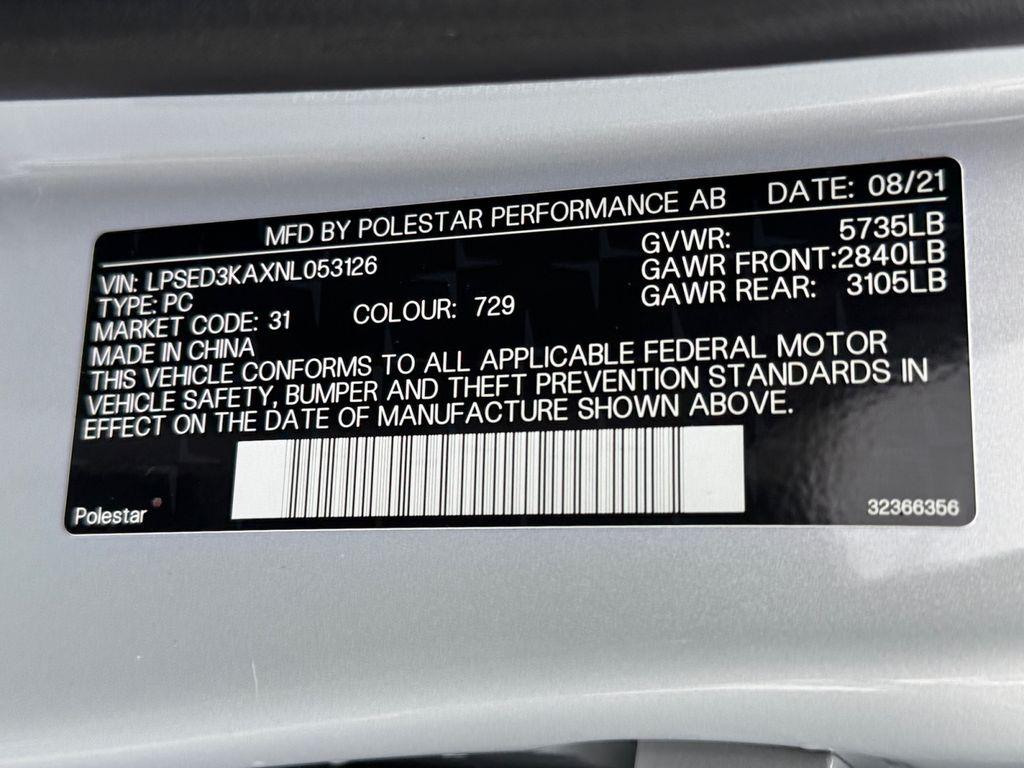 MFD BY POLESTAR PERFORMANCE AB DATE: 08/21
VIN: LPSED3KAXNL053126
GVWR: 5735LB
TYPE: PC
GAWR FRONT:2840LB
MARKET CODE: 31 COLOUR: 729
GAWR REAR: 3105LB
MADE IN CHINA
THIS VEHICLE CONFORMS TO ALL APPLICABLE FEDERAL MOTOR
VEHICLE SAFETY, BUMPER AND THEFT PREVENTION STANDARDS IN
EFFECT ON THE DATE OF MANUFACTURE SHOWN ABOVE.
Polestar
32366356